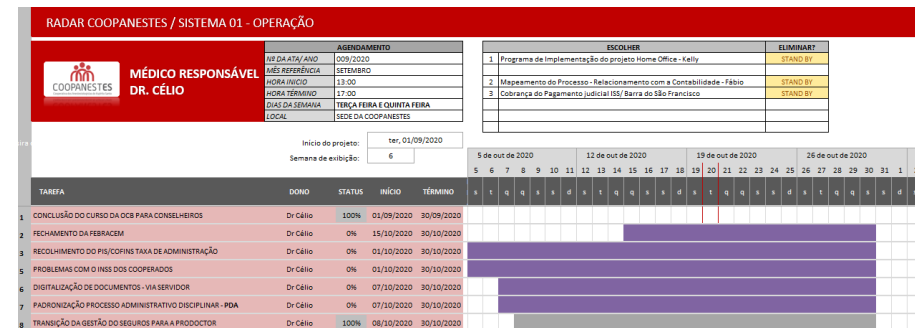 RADAR COOPANESTES / SISTEMA 01 - OPERAÇÃO
COOPANESTES
MÉDICO RESPONSÁVEL
DR. CÉLIO
AGENDAMENTO
Nº DA ATA/ ANO 009/2020
MÊS REFERÊNCIA SETEMBRO
HORA INICIO 13:00
HORA TÉRMINO 17:00
DIAS DA SEMANA TERÇA FEIRA E QUINTA FEIRA
LOCAL SEDE DA COOPANESTES
ESCOLHER ELIMINAR?
1 Programa de Implementação do projeto Home Office - Kelly STAND BY
2 Mapeamento do Processo - Relacionamento com a Contabilidade - Fábio STAND BY
3 Cobrança do Pagamento judicial ISS/ Barra do São Francisco STAND BY
Início do projeto: ter, 01/09/2020
Semana de exibição: 6
5 de out de 2020 12 de out de 2020 19 de out de 2020 26 de out de 2020
5 6 7 8 9 10 11 12 13 14 15 16 17 18 19 20 21 22 23 24 25 26 27 28 29 30 31 1
TAREFA DONO STATUS INÍCIO TÉRMINO s t q q s s d s t q q s s d s t q q s s d s t q q s s d
1 CONCLUSÃO DO CURSO DA OCB PARA CONSELHEIROS Dr Célio 100% 01/09/2020 30/09/2020
2 FECHAMENTO DA FEBRACEM Dr Célio 0% 15/10/2020 30/10/2020
3 RECOLHIMENTO DO PIS/COFINS TAXA DE ADMINISTRAÇÃO Dr Célio 0% 01/10/2020 30/10/2020
5 PROBLEMAS COM O INSS DOS COOPERADOS Dr Célio 0% 01/10/2020 30/10/2020
6 DIGITALIZAÇÃO DE DOCUMENTOS - VIA SERVIDOR Dr Célio 0% 07/10/2020 30/10/2020
7 PADRONIZAÇÃO PROCESSO ADMINISTRATIVO DISCIPLINAR - PDA Dr Célio 0% 07/10/2020 30/10/2020
8 TRANSIÇÃO DA GESTÃO DO SEGUROS PARA A PRODOCTOR Dr Célio 100% 08/10/2020 30/10/2020